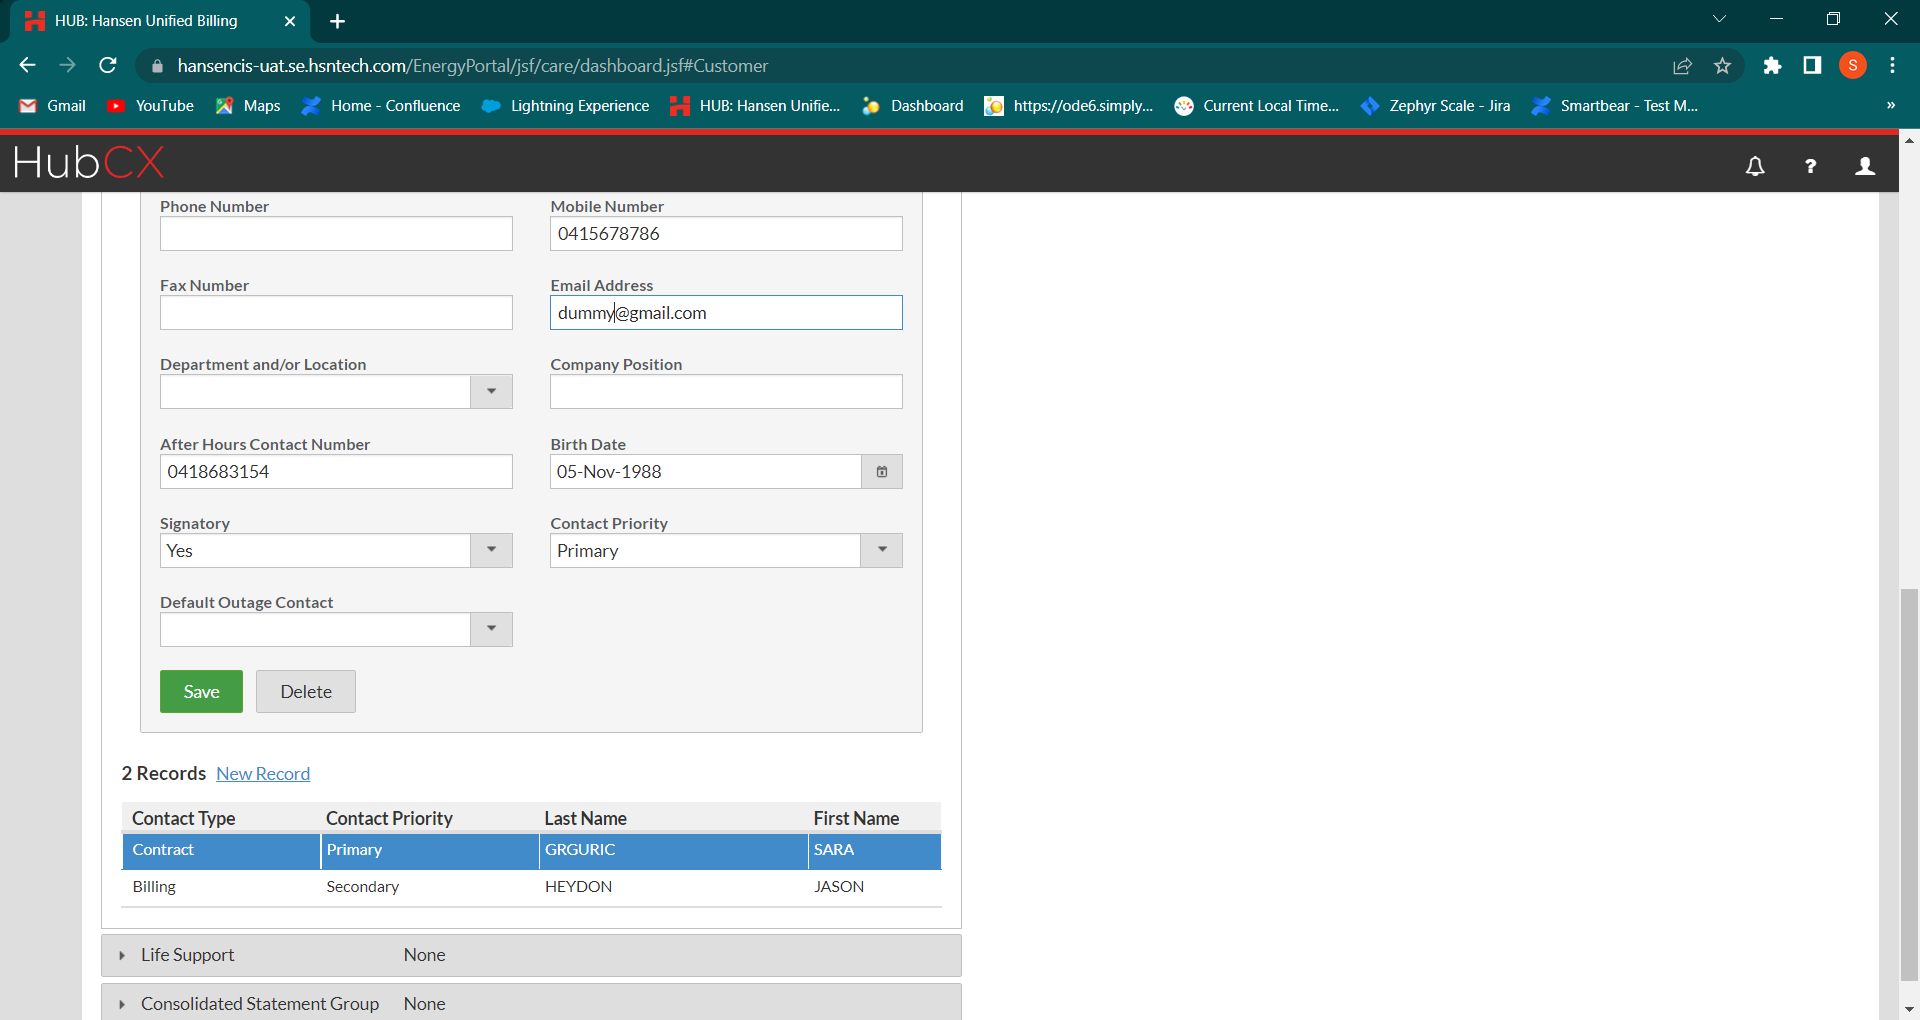 HUB: Hansen Unified Billing
hansencis-uat.se.hsntech.com/EnergyPortal/jsf/care/dashboard.jsf#Customer
S
Gmail YouTube Maps Home - Confluence Lightning Experience HUB: Hansen Unifie... Dashboard https://ode6.simply... Current Local Time... Zephyr Scale - Jira Smartbear - Test M... »
HubCX
Phone Number Mobile Number
0415678786
Fax Number Email Address
dummy@gmail.com
Department and/or Location Company Position
After Hours Contact Number Birth Date
0418683154 05-Nov-1988
Signatory Contact Priority
Yes Primary
Default Outage Contact
Save Delete
2 Records New Record
Contact Type Contact Priority Last Name First Name
Contract Primary GRGURIC SARA
Billing Secondary HEYDON JASON
Life Support None
Consolidated Statement Group None